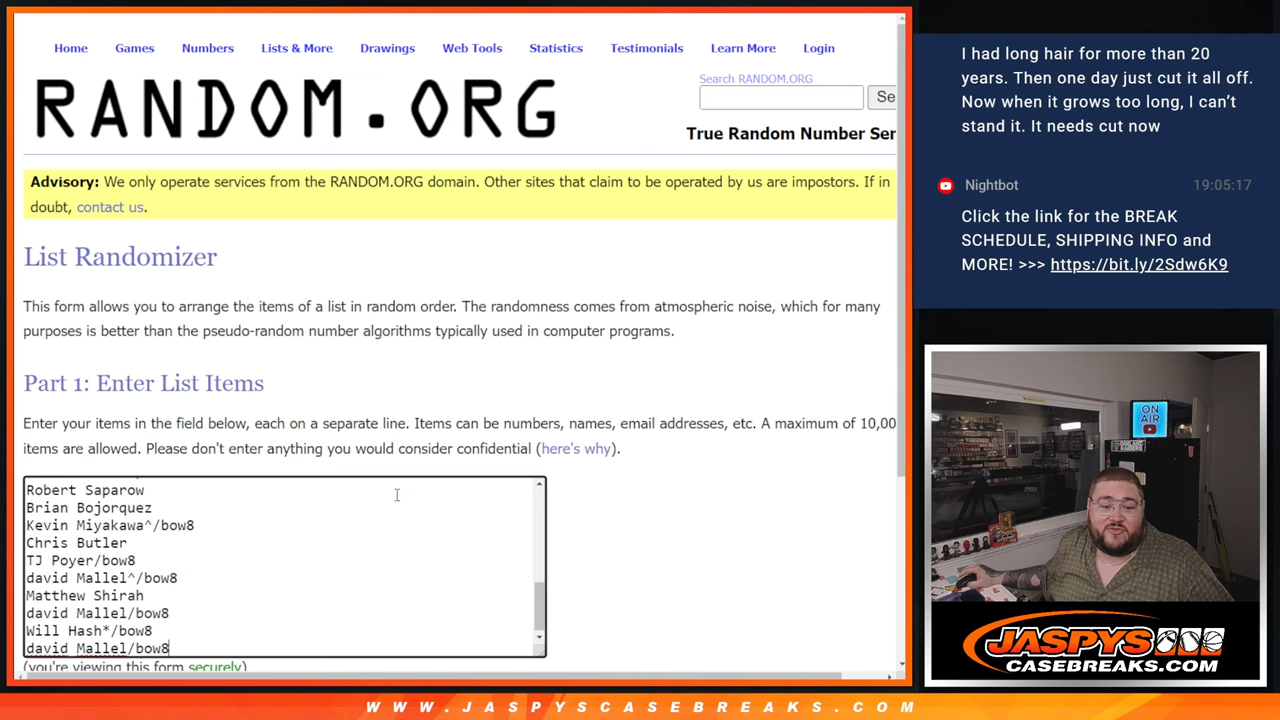 Home Games Numbers Lists & More Drawings Web Tools Statistics Testimonials Learn More Login
RANDOM.ORG
Search RANDOM.ORG
Se
True Random Number Ser
Advisory: We only operate services from the RANDOM.ORG domain. Other sites that claim to be operated by us are impostors. If in
doubt, contact us.
List Randomizer
This form allows you to arrange the items of a list in random order. The randomness comes from atmospheric noise, which for many
purposes is better than the pseudo-random number algorithms typically used in computer programs.
Part 1: Enter List Items
Enter your items in the field below, each on a separate line. Items can be numbers, names, email addresses, etc. A maximum of 10,00
items are allowed. Please don't enter anything you would consider confidential (here's why).
Robert Saparow
Brian Bojorquez
Kevin Miyakawa^/bow8
Chris Butler
TJ Poyer/bow8
david Mallel^/bow8
Matthew Shirah
david Mallel/bow8
Will Hash*/bow8
david Mallel/bow8
(you're viewing this form securely)
I had long hair for more than 20
years. Then one day just cut it all off.
Now when it grows too long, I can't
stand it. It needs cut now
Nightbot 19:05:17
Click the link for the BREAK
SCHEDULE, SHIPPING INFO and
MORE! >>> https://bit.ly/2Sdw6K9
ON
AIR
JASPYS
CASEBREAKS.COM
WWW.JASPYSCASEBREAKS.COM